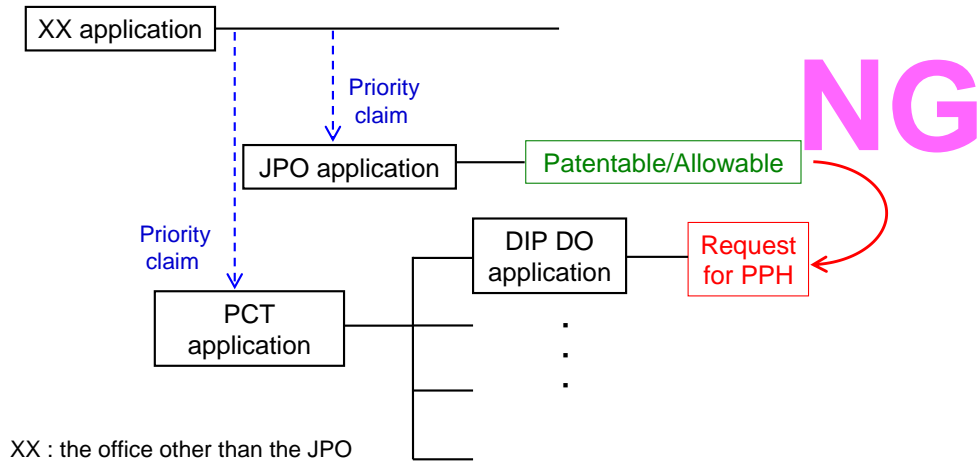 XX application
NG
Priority
claim
JPO application
Patentable/Allowable
Priority
claim
DIP DO
application
Request
for PPH
PCT
application
XX : the office other than the JPO